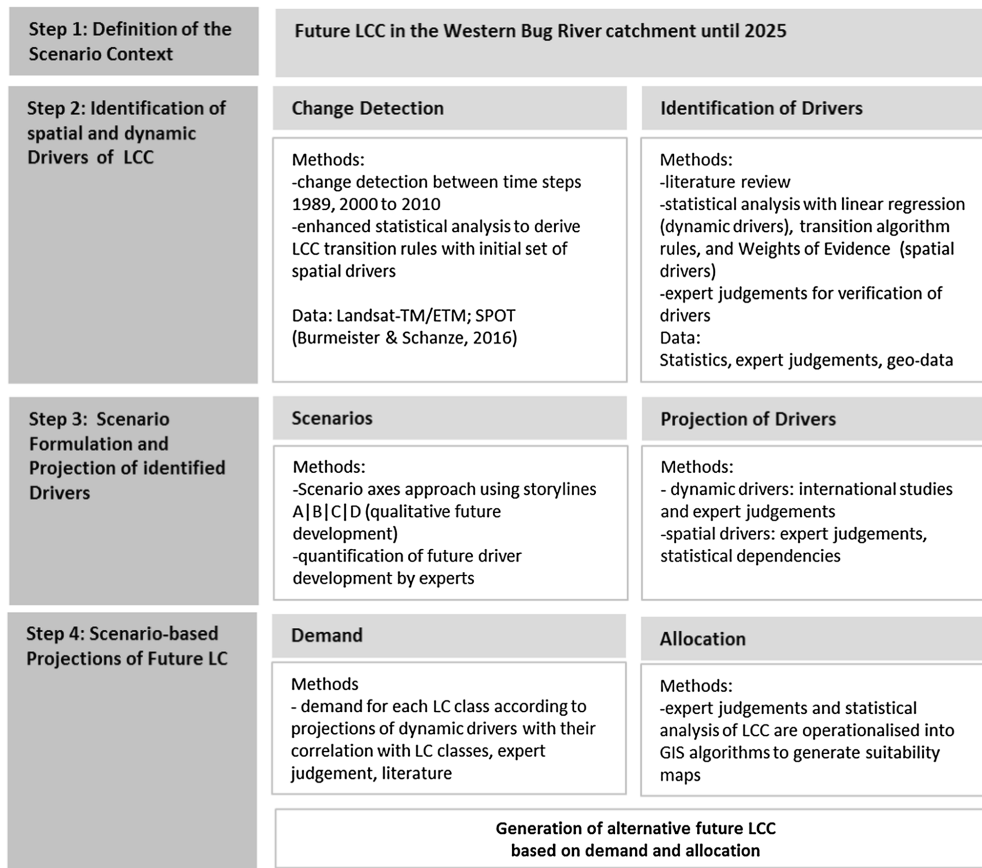 Step 1: Definition of the
Scenario Context
Future LCC in the Western Bug River catchment until 2025
Step 2: Identification of
spatial and dynamic
Drivers of LCC
Change Detection
Methods:
-change detection between time steps
1989, 2000 to 2010
-enhanced statistical analysis to derive
LCC transition rules with initial set of
spatial drivers
Data: Landsat-TM/ETM; SPOT
(Burmeister & Schanze, 2016)
Identification of Drivers
Methods:
-literature review
-statistical analysis with linear regression
(dynamic drivers), transition algorithm
rules, and Weights of Evidence (spatial
drivers)
-expert judgements for verification of
drivers
Data:
Statistics, expert judgements, geo-data
Step 3: Scenario
Formulation and
Projection of identified
Drivers
Scenarios
Methods:
-Scenario axes approach using storylines
A|B|C|D (qualitative future
development)
-quantification of future driver
development by experts
Projection of Drivers
Methods:
- dynamic drivers: international studies
and expert judgements
-spatial drivers: expert judgements,
statistical dependencies
Step 4: Scenario-based
Projections of Future LC
Demand
Methods
- demand for each LC class according to
projections of dynamic drivers with their
correlation with LC classes, expert
judgement, literature
Allocation
Methods:
-expert judgements and statistical
analysis of LCC are operationalised into
GIS algorithms to generate suitability
maps
Generation of alternative future LCC
based on demand and allocation